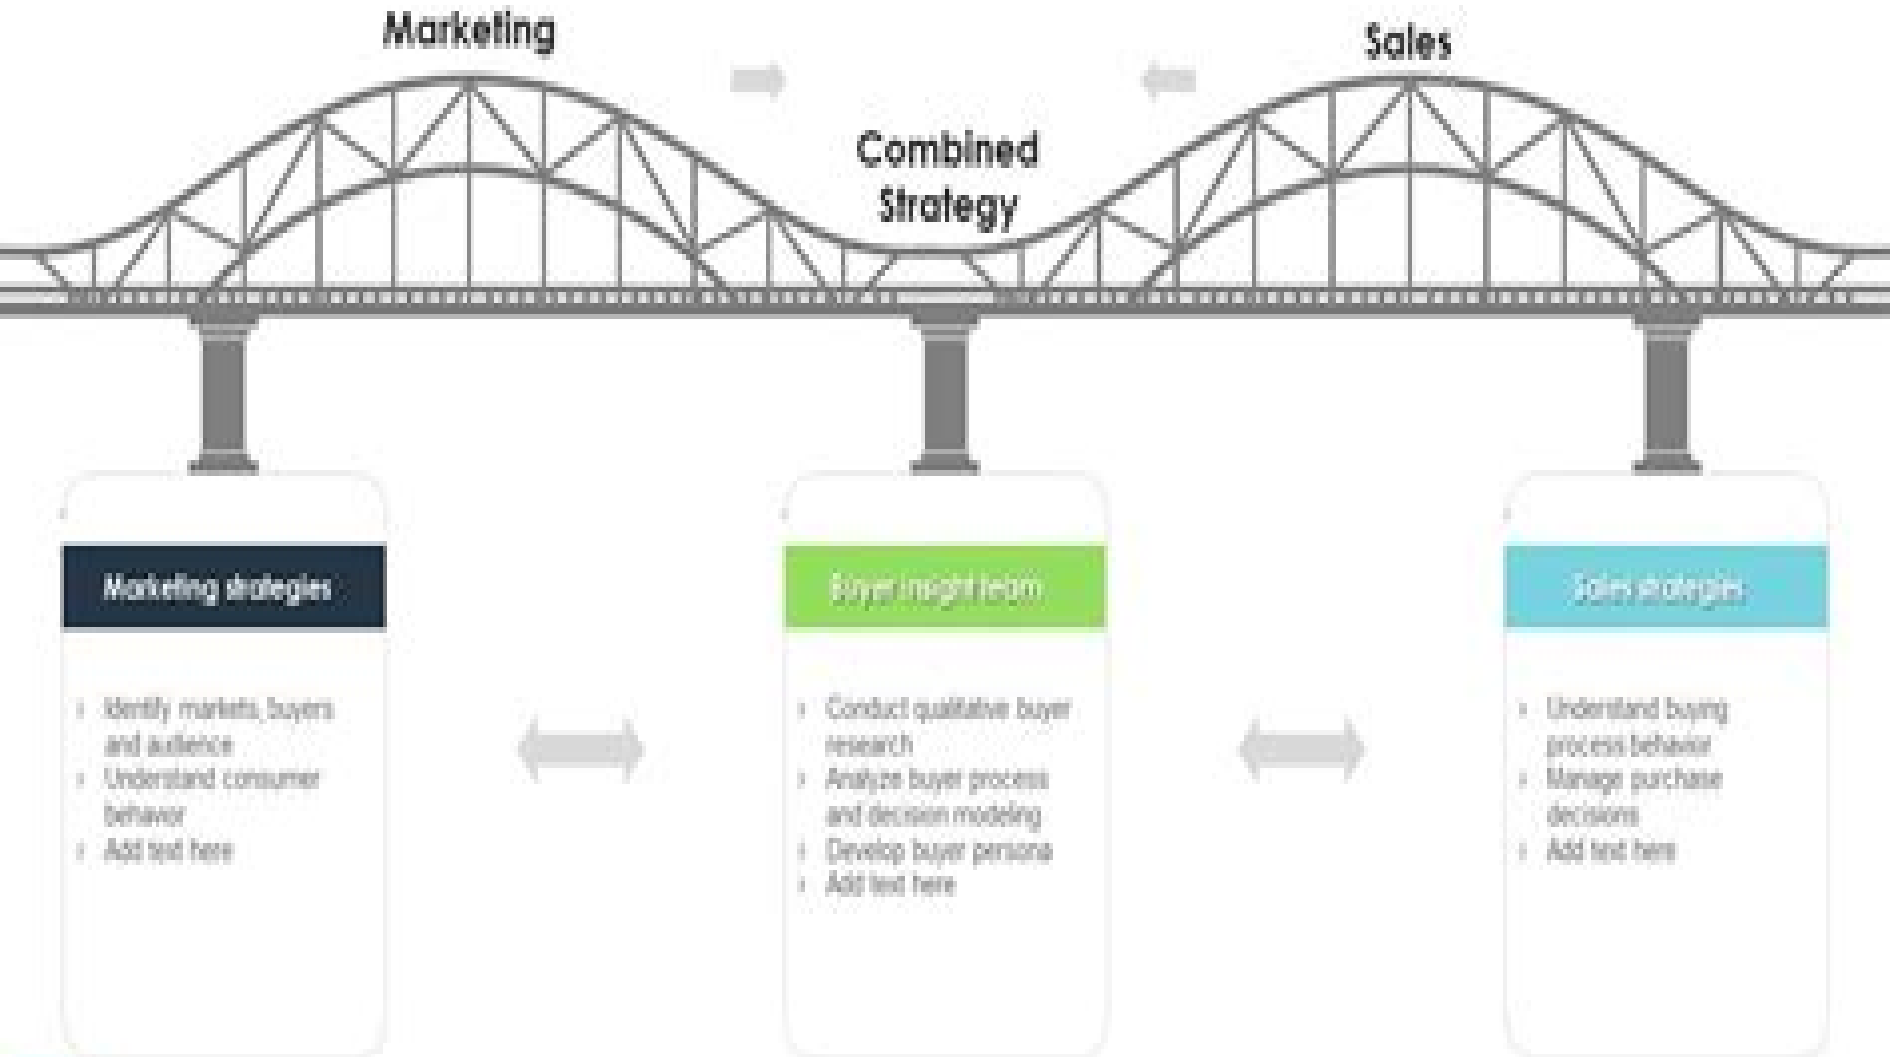 Marketing
Sales
Combined
Strategy
Marketing strategies
Identify markets, buyers
and audience
Understand consumer
behavior
Add text here
Buyer insight team
Conduct qualitative buyer
research
Analyze buyer process
and decision modeling
Develop buyer persona
Add text here
Sales strategies
Understand buying
process behavior
Manage purchase
decisions
Add text here